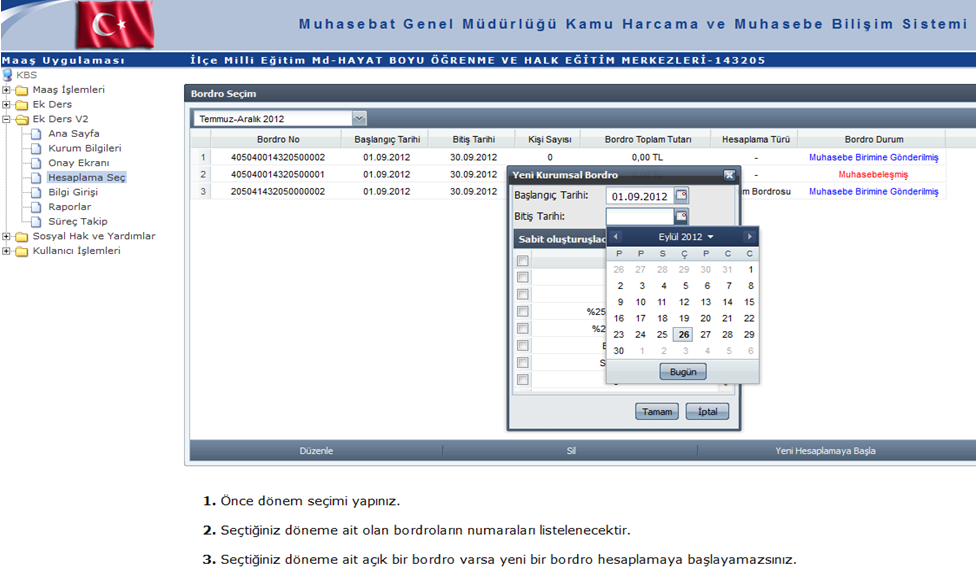 Muhasebat Genel Müdürlüğü Kamu Harcama ve Muhasebe Bilişim Sistemi
Maaş Uygulaması
İlçe Milli Eğitim Md-HAYAT BOYU ÖĞRENME VE HALK EĞİTİM MERKEZLERİ-143205
KBS
Maaş İşlemleri
Ek Ders
Ek Ders V2
Ana Sayfa
Kurum Bilgileri
Onay Ekranı
Hesaplama Seç
Bilgi Girişi
Raporlar
Süreç Takip
Sosyal Hak ve Yardımlar
Kullanıcı İşlemleri
Bordro Seçim
Temmuz-Aralık 2012
Bordro No Başlangıç Tarihi Bitiş Tarihi Kişi Sayısı Bordro Toplam Tutarı Hesaplama Türü Bordro Durum
1 405040014320500002 01.09.2012 30.09.2012 0 0,00 TL - Muhasebe Birimine Gönderilmiş
2 405040014320500001 01.09.2012 30.09.2012 - Muhasebeleşmiş
3 205041432050000002 01.09.2012 30.09.2012 m Bordrosu Muhasebe Birimine Gönderilmiş
Yeni Kurumsal Bordro
Başlangıç Tarihi: 01.09.2012
Bitiş Tarihi:
Sabit oluşturuşlac
%25
%2
Eylül 2012
P P S Ç P C C
26 27 28 29 30 31 1
2 3 4 5 6 7 8
9 10 11 12 13 14 15
16 17 18 19 20 21 22
23 24 25 26 27 28 29
30 1 2 3 4 5 6
Bugün
Tamam İptal
Düzenle Sil Yeni Hesaplamaya Başla
1. Önce dönem seçimi yapınız.
2. Seçtiğiniz döneme ait olan bordroların numaraları listelenecektir.
3. Seçtiğiniz döneme ait açık bir bordro varsa yeni bir bordro hesaplamaya başlayamazsınız.